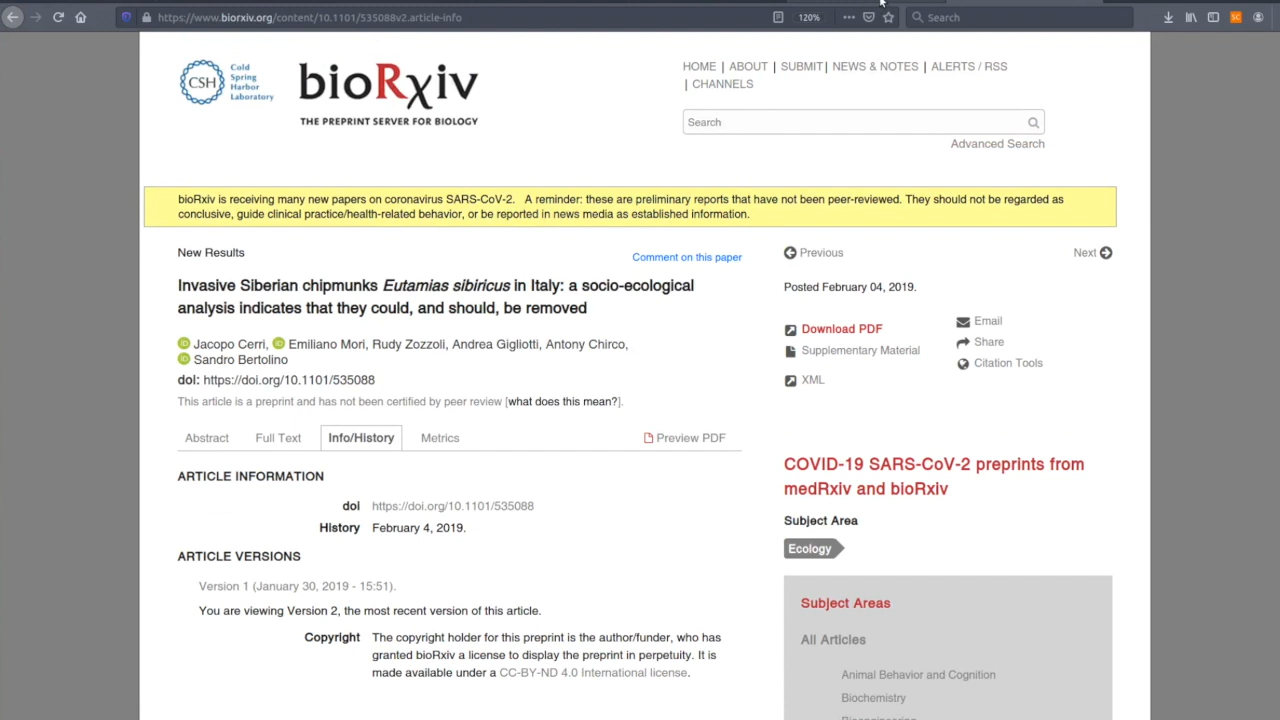 https://www.biorxiv.org/content/10.1101/535088v2.article-info
120%
Search
SC
CSH
Cold
Spring
Harbor
Laboratory
bioRxiv
THE PREPRINT SERVER FOR BIOLOGY
HOME | ABOUT | SUBMIT | NEWS & NOTES | ALERTS / RSS
| CHANNELS
Search
Advanced Search
bioRxiv is receiving many new papers on coronavirus SARS-CoV-2. A reminder: these are preliminary reports that have not been peer-reviewed. They should not be regarded as
conclusive, guide clinical practice/health-related behavior, or be reported in news media as established information.
New Results
Comment on this paper
Invasive Siberian chipmunks Eutamias sibiricus in Italy: a socio-ecological
analysis indicates that they could, and should, be removed
iD Jacopo Cerri, iD Emiliano Mori, Rudy Zozzoli, Andrea Gigliotti, Antony Chirco,
iD Sandro Bertolino
doi: https://doi.org/10.1101/535088
This article is a preprint and has not been certified by peer review [what does this mean?].
Abstract Full Text Info/History Metrics Preview PDF
ARTICLE INFORMATION
doi https://doi.org/10.1101/535088
History February 4, 2019.
ARTICLE VERSIONS
Version 1 (January 30, 2019 - 15:51).
You are viewing Version 2, the most recent version of this article.
Copyright The copyright holder for this preprint is the author/funder, who has
granted bioRxiv a license to display the preprint in perpetuity. It is
made available under a CC-BY-ND 4.0 International license.
Previous Next
Posted February 04, 2019.
Download PDF
Supplementary Material
XML
Email
Share
Citation Tools
COVID-19 SARS-CoV-2 preprints from
medRxiv and bioRxiv
Subject Area
Ecology
Subject Areas
All Articles
Animal Behavior and Cognition
Biochemistry
Bioengineering